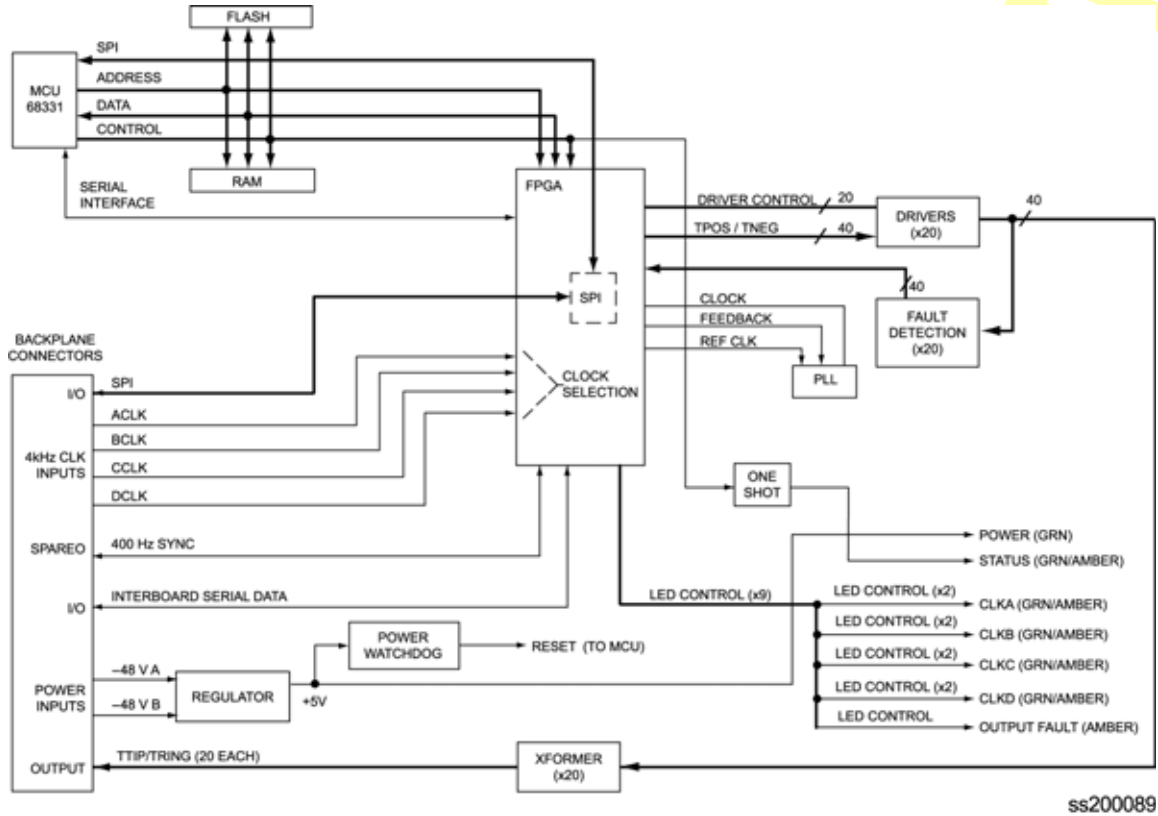 FLASH
SPI
ADDRESS
MCU
68331
DATA
CONTROL
RAM
FPGA
SERIAL
INTERFACE
DRIVER CONTROL
20
DRIVERS
(x20)
40
TPOS / TNEG
40
SPI
40
CLOCK
FAULT
DETECTION
(x20)
FEEDBACK
REF CLK
PLL
BACKPLANE
CONNECTORS
I/O
SPI
CLOCK
SELECTION
ACLK
BCLK
4kHz CLK
INPUTS
CCLK
DCLK
ONE
SHOT
SPAREO
400 Hz SYNC
POWER (GRN)
STATUS (GRN/AMBER)
I/O
INTERBOARD SERIAL DATA
LED CONTROL (x9)
LED CONTROL (x2)
CLKA (GRN/AMBER)
LED CONTROL (x2)
CLKB (GRN/AMBER)
POWER
WATCHDOG
RESET (TO MCU)
LED CONTROL (x2)
CLKC (GRN/AMBER)
POWER
INPUTS
–48 V A
–48 V B
REGULATOR
+5V
LED CONTROL (x2)
CLKD (GRN/AMBER)
LED CONTROL
OUTPUT FAULT (AMBER)
OUTPUT
TTIP/TRING (20 EACH)
XFORMER
(x20)
ss200089